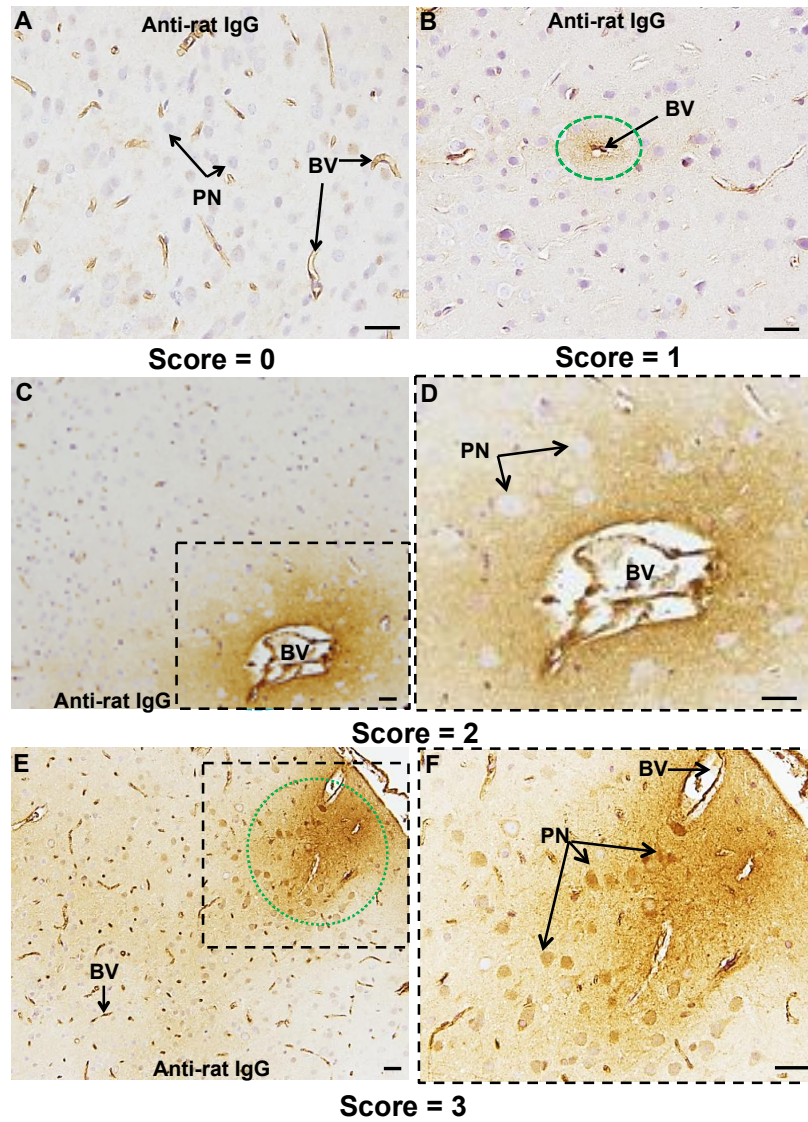 A
Anti-rat IgG
BV
PN
Score = 0
B
Anti-rat IgG
BV
Score = 1
C
BV
Anti-rat IgG
D
PN
BV
Score = 2
E
BV
Anti-rat IgG
F
BV
PN
Score = 3